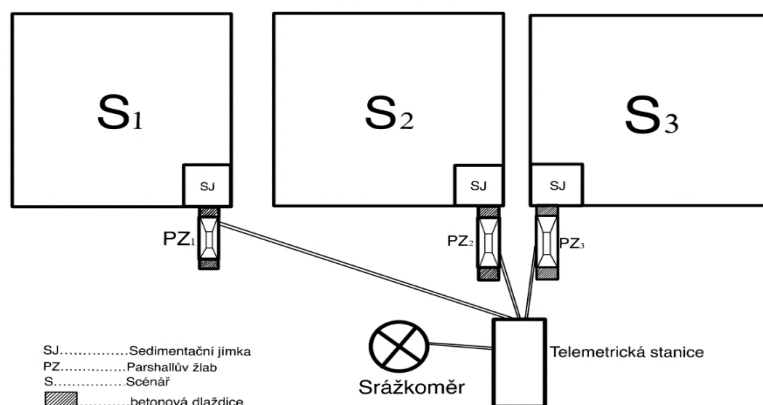 S1
S2
S3
SJ
SJ
SJ
PZ1
PZ2
PZ3
Telemetrická stanice
Srážkoměr
SJ..............Sedimentační jímka
PZ..............Parshallův žlab
S................Scénář
..............betonová dlaždice